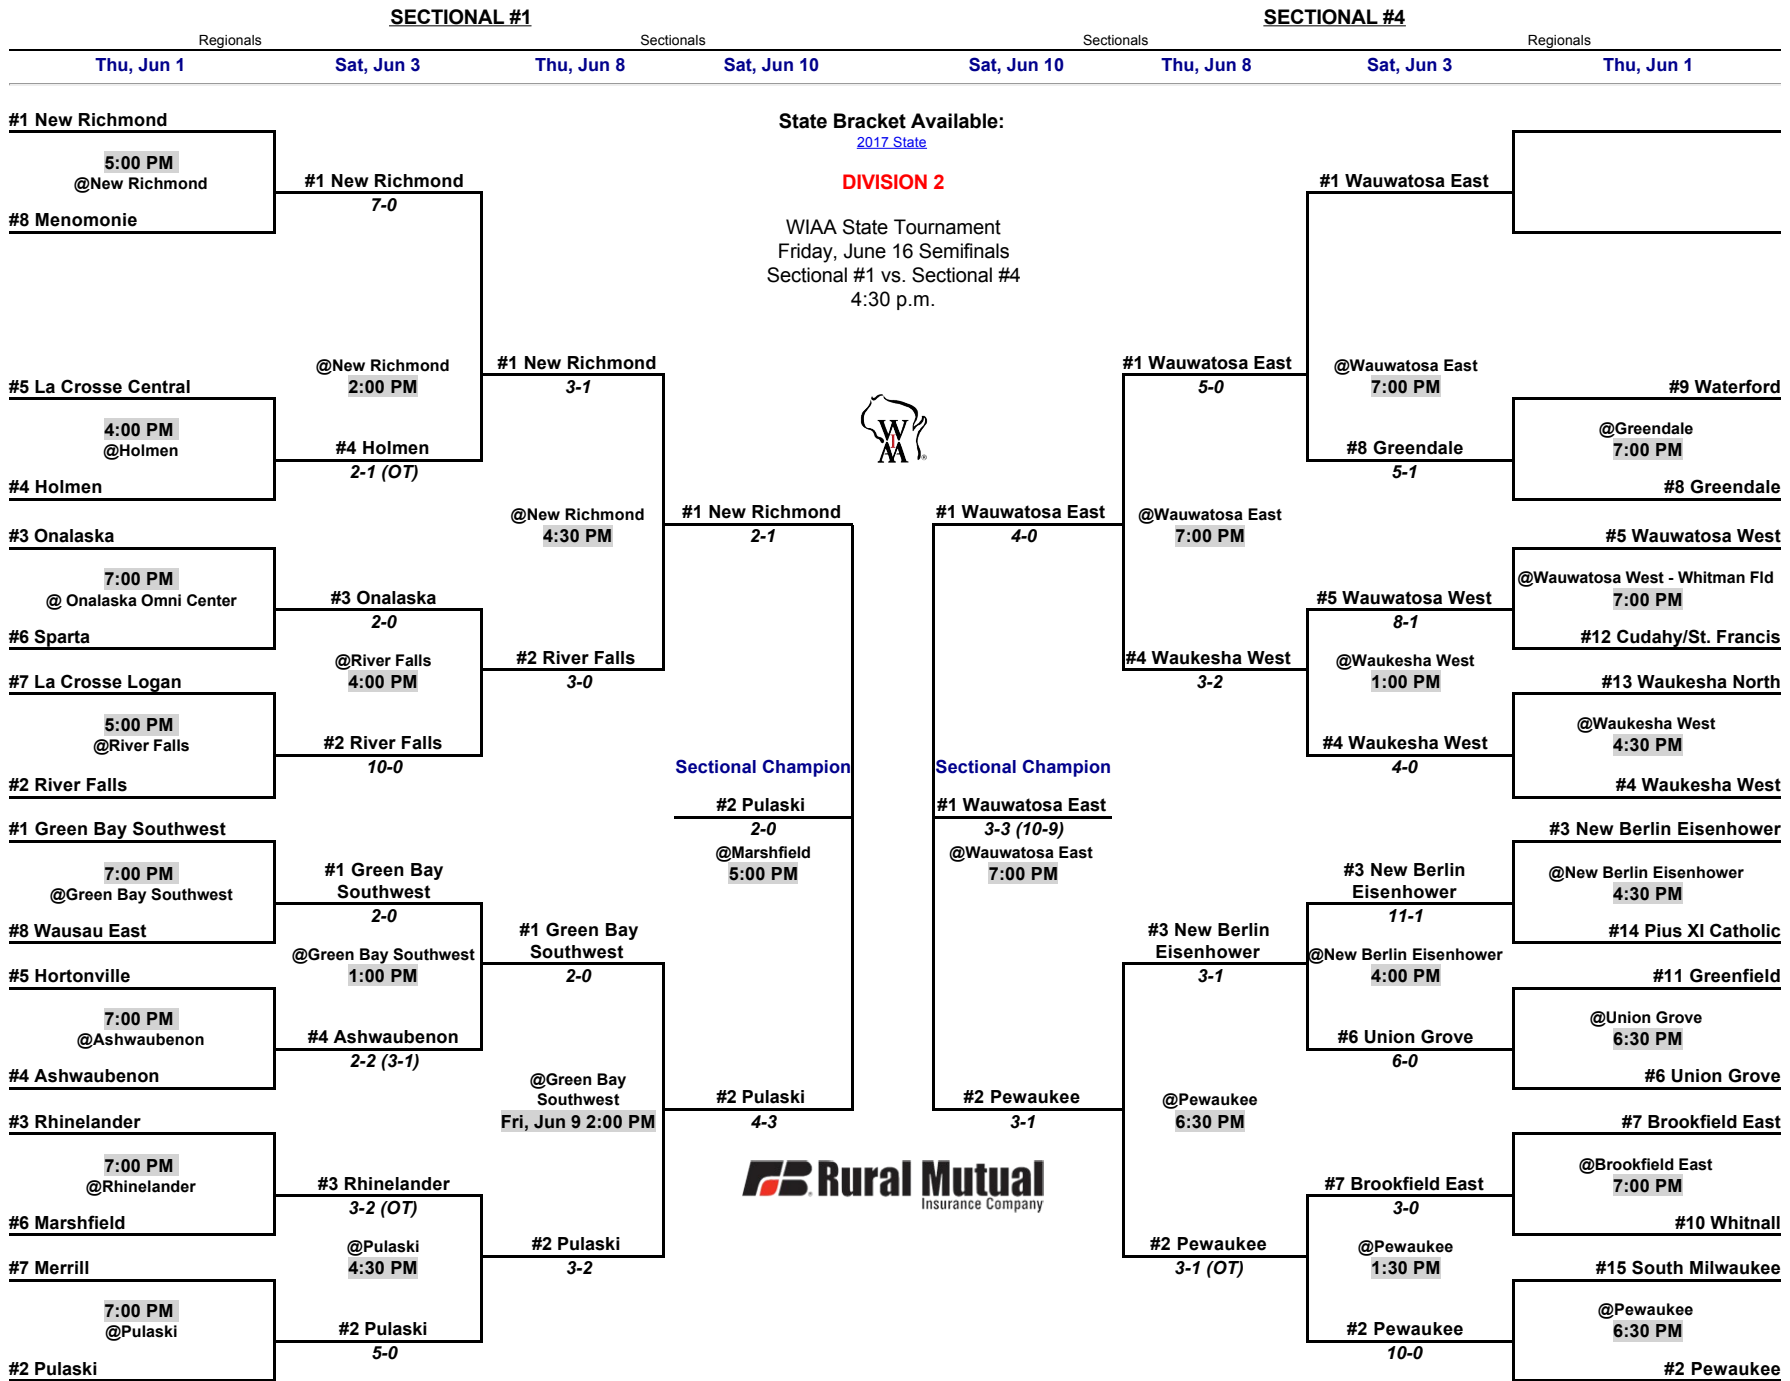 SECTIONAL #1
SECTIONAL #4
Regionals
Sectionals
Sectionals
Regionals
Thu, Jun 1
Sat, Jun 3
Thu, Jun 8
Sat, Jun 10
Sat, Jun 10
Thu, Jun 8
Sat, Jun 3
Thu, Jun 1
#1 New Richmond
5:00 PM
@New Richmond
#8 Menomonie
#5 La Crosse Central
4:00 PM
@Holmen
#4 Holmen
#3 Onalaska
7:00 PM
@ Onalaska Omni Center
#6 Sparta
#7 La Crosse Logan
5:00 PM
@River Falls
#2 River Falls
#1 Green Bay Southwest
7:00 PM
@Green Bay Southwest
#8 Wausau East
#5 Hortonville
7:00 PM
@Ashwaubenon
#4 Ashwaubenon
#3 Rhinelander
7:00 PM
@Rhinelander
#6 Marshfield
#7 Merrill
7:00 PM
@Pulaski
#2 Pulaski
#1 New Richmond
7-0
@New Richmond
2:00 PM
#4 Holmen
2-1 (OT)
#3 Onalaska
2-0
@River Falls
4:00 PM
#2 River Falls
10-0
#1 Green Bay
Southwest
2-0
@Green Bay Southwest
1:00 PM
#4 Ashwaubenon
2-2 (3-1)
#3 Rhinelander
3-2 (OT)
@Pulaski
4:30 PM
#2 Pulaski
5-0
#1 New Richmond
3-1
@New Richmond
4:30 PM
#2 River Falls
3-0
#1 Green Bay
Southwest
2-0
@Green Bay
Southwest
Fri, Jun 9 2:00 PM
#2 Pulaski
3-2
#1 New Richmond
2-1
Sectional Champion
#2 Pulaski
2-0
@Marshfield
5:00 PM
#2 Pulaski
4-3
State Bracket Available:
2017 State
DIVISION 2
WIAA State Tournament
Friday, June 16 Semifinals
Sectional #1 vs. Sectional #4
4:30 p.m.
W
I
AA
®
Rural Mutual
Insurance Company
#1 Wauwatosa East
4-0
Sectional Champion
#1 Wauwatosa East
3-3 (10-9)
@Wauwatosa East
7:00 PM
#2 Pewaukee
3-1
#1 Wauwatosa East
5-0
@Wauwatosa East
7:00 PM
#4 Waukesha West
3-2
#3 New Berlin
Eisenhower
3-1
@Pewaukee
6:30 PM
#2 Pewaukee
3-1 (OT)
#1 Wauwatosa East
@Wauwatosa East
7:00 PM
#8 Greendale
5-1
#5 Wauwatosa West
8-1
@Waukesha West
1:00 PM
#4 Waukesha West
4-0
#3 New Berlin
Eisenhower
11-1
@New Berlin Eisenhower
4:00 PM
#6 Union Grove
6-0
#7 Brookfield East
3-0
@Pewaukee
1:30 PM
#2 Pewaukee
10-0
#9 Waterford
@Greendale
7:00 PM
#8 Greendale
#5 Wauwatosa West
@Wauwatosa West - Whitman Fld
7:00 PM
#12 Cudahy/St. Francis
#13 Waukesha North
@Waukesha West
4:30 PM
#4 Waukesha West
#3 New Berlin Eisenhower
@New Berlin Eisenhower
4:30 PM
#14 Pius XI Catholic
#11 Greenfield
@Union Grove
6:30 PM
#6 Union Grove
#7 Brookfield East
@Brookfield East
7:00 PM
#10 Whitnall
#15 South Milwaukee
@Pewaukee
6:30 PM
#2 Pewaukee